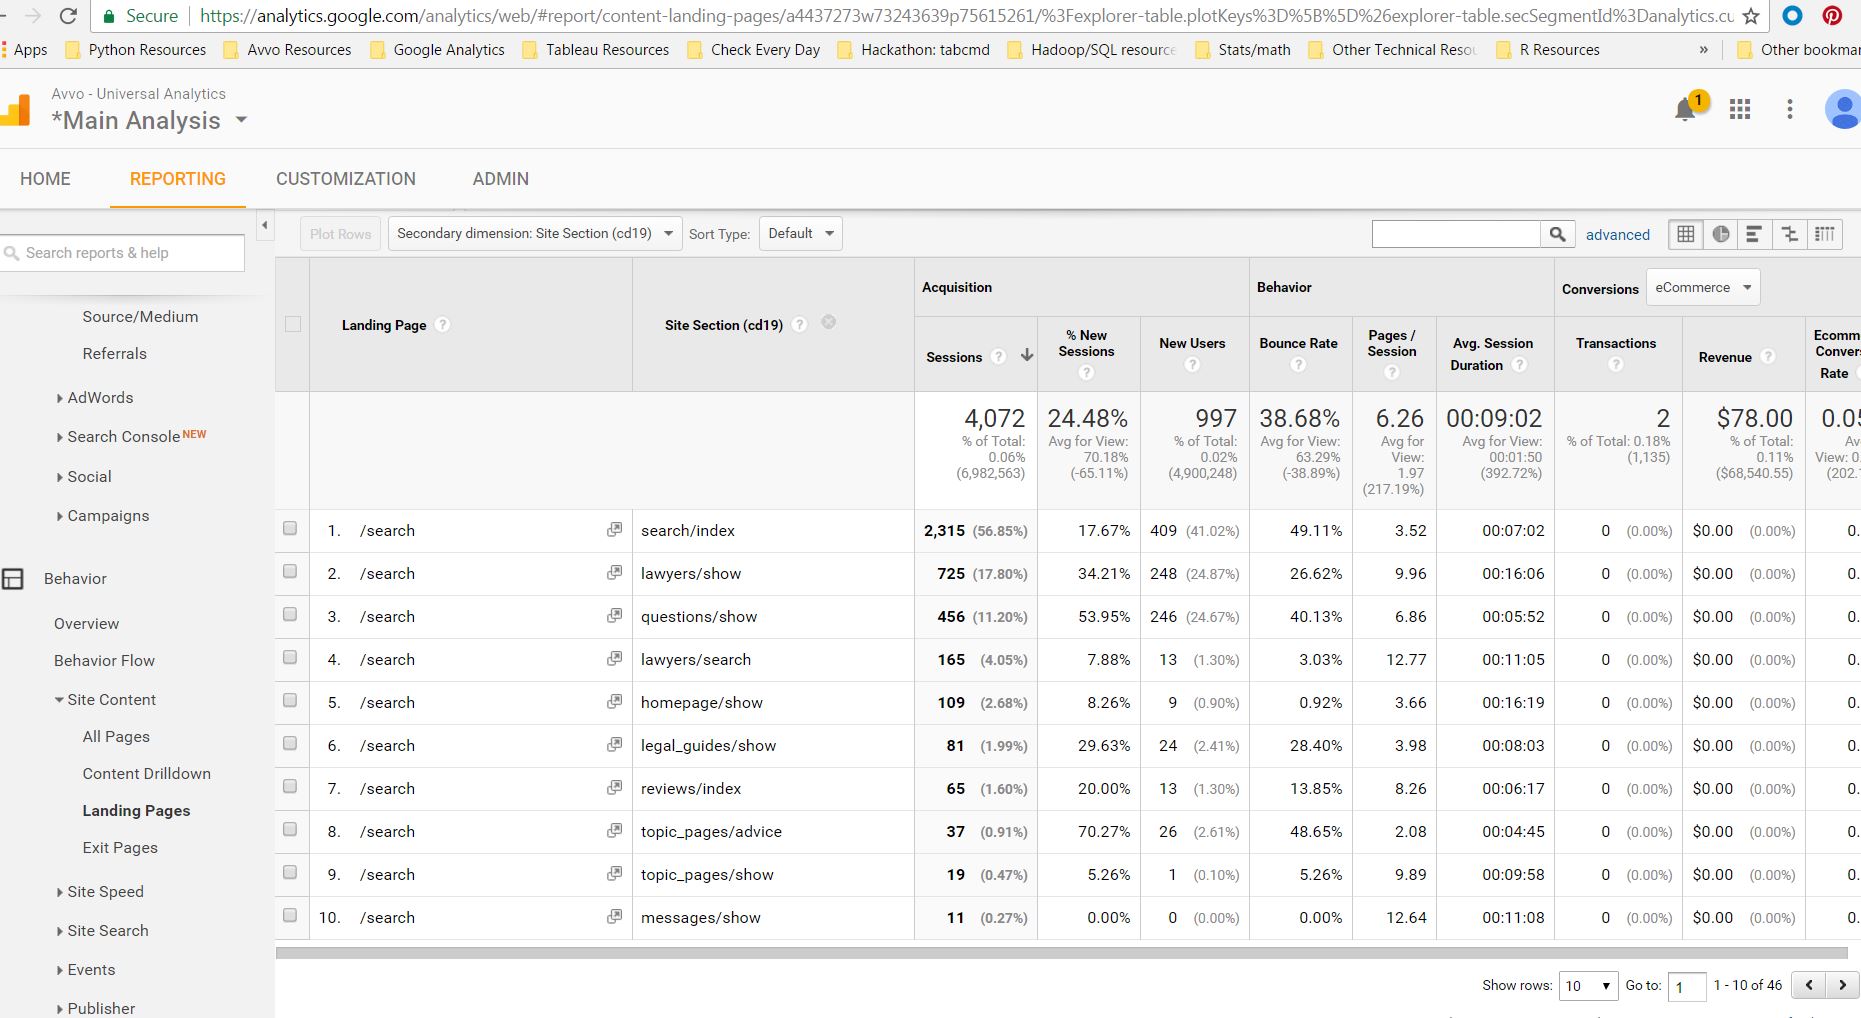 Secure https://analytics.google.com/analytics/web/#report/content-landing-pages/a4437273w73243639p75615261/%3Fexplorer-table.plotKeys%3D%5B%5D%26explorer-table.secSegmentId%3Danalytics.cu
Apps Python Resources Avvo Resources Google Analytics Tableau Resources Check Every Day Hackathon: tabcmd Hadoop/SQL resource Stats/math Other Technical Resou R Resources » Other bookmar
Avvo - Universal Analytics
*Main Analysis
1
HOME REPORTING CUSTOMIZATION ADMIN
Search reports & help
Source/Medium
Referrals
AdWords
Search Console NEW
Social
Campaigns
Behavior
Overview
Behavior Flow
Site Content
All Pages
Content Drilldown
Landing Pages
Exit Pages
Site Speed
Site Search
Events
Publisher
Plot Rows Secondary dimension: Site Section (cd19) Sort Type: Default advanced
Acquisition Behavior Conversions eCommerce
Landing Page ? Site Section (cd19) ? Sessions ? % New Sessions ? New Users ? Bounce Rate ? Pages / Session ? Avg. Session Duration ? Transactions ? Revenue ? Ecomm Conver Rate
4,072 24.48% 997 38.68% 6.26 00:09:02 2 $78.00 0.05
% of Total: 0.06% (6,982,563) Avg for View: 70.18% (-65.11%) % of Total: 0.02% (4,900,248) Avg for View: 63.29% (-38.89%) Avg for View: 1.97 (217.19%) Avg for View: 00:01:50 (392.72%) % of Total: 0.18% (1,135) % of Total: 0.11% ($68,540.55) Av View: 0. (202.
1. /search search/index 2,315 (56.85%) 17.67% 409 (41.02%) 49.11% 3.52 00:07:02 0 (0.00%) $0.00 (0.00%) 0.
2. /search lawyers/show 725 (17.80%) 34.21% 248 (24.87%) 26.62% 9.96 00:16:06 0 (0.00%) $0.00 (0.00%) 0.
3. /search questions/show 456 (11.20%) 53.95% 246 (24.67%) 40.13% 6.86 00:05:52 0 (0.00%) $0.00 (0.00%) 0.
4. /search lawyers/search 165 (4.05%) 7.88% 13 (1.30%) 3.03% 12.77 00:11:05 0 (0.00%) $0.00 (0.00%) 0.
5. /search homepage/show 109 (2.68%) 8.26% 9 (0.90%) 0.92% 3.66 00:16:19 0 (0.00%) $0.00 (0.00%) 0.
6. /search legal_guides/show 81 (1.99%) 29.63% 24 (2.41%) 28.40% 3.98 00:08:03 0 (0.00%) $0.00 (0.00%) 0.
7. /search reviews/index 65 (1.60%) 20.00% 13 (1.30%) 13.85% 8.26 00:06:17 0 (0.00%) $0.00 (0.00%) 0.
8. /search topic_pages/advice 37 (0.91%) 70.27% 26 (2.61%) 48.65% 2.08 00:04:45 0 (0.00%) $0.00 (0.00%) 0.
9. /search topic_pages/show 19 (0.47%) 5.26% 1 (0.10%) 5.26% 9.89 00:09:58 0 (0.00%) $0.00 (0.00%) 0.
10. /search messages/show 11 (0.27%) 0.00% 0 (0.00%) 0.00% 12.64 00:11:08 0 (0.00%) $0.00 (0.00%) 0.
Show rows: 10 Go to: 1 1 - 10 of 46